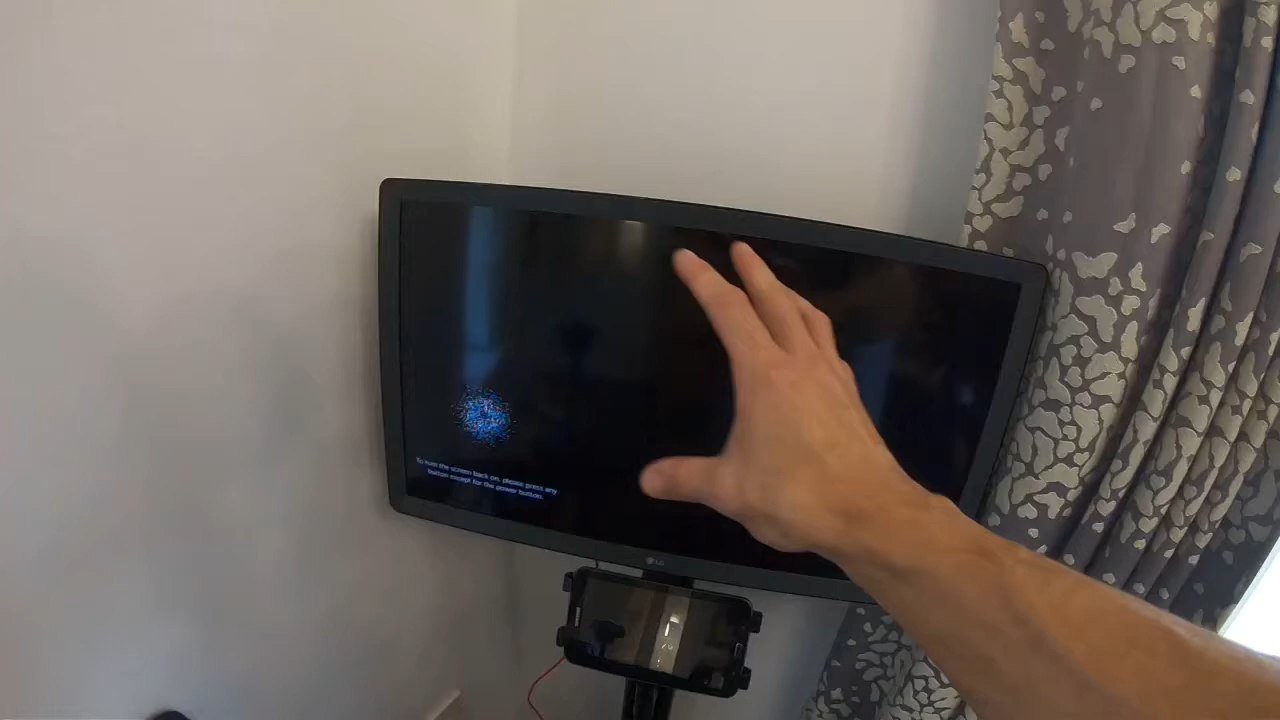 To turn the screen back on, please press any
button except for the power button.
LG